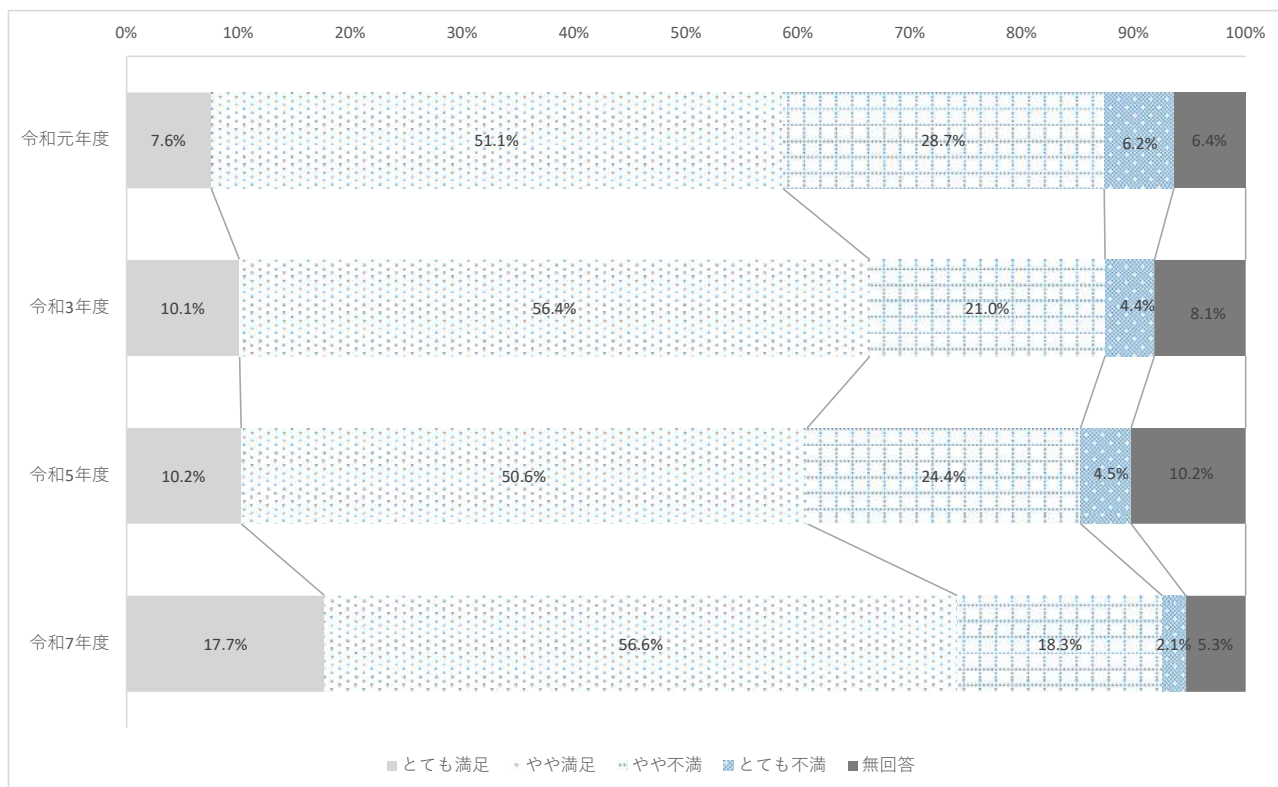 0% 10% 20% 30% 40% 50% 60% 70% 80% 90% 100%
令和元年度 7.6% 51.1% 28.7% 6.2% 6.4%
令和3年度 10.1% 56.4% 21.0% 4.4% 8.1%
令和5年度 10.2% 50.6% 24.4% 4.5% 10.2%
令和7年度 17.7% 56.6% 18.3% 2.1% 5.3%
とても満足 やや満足 やや不満 とても不満 無回答